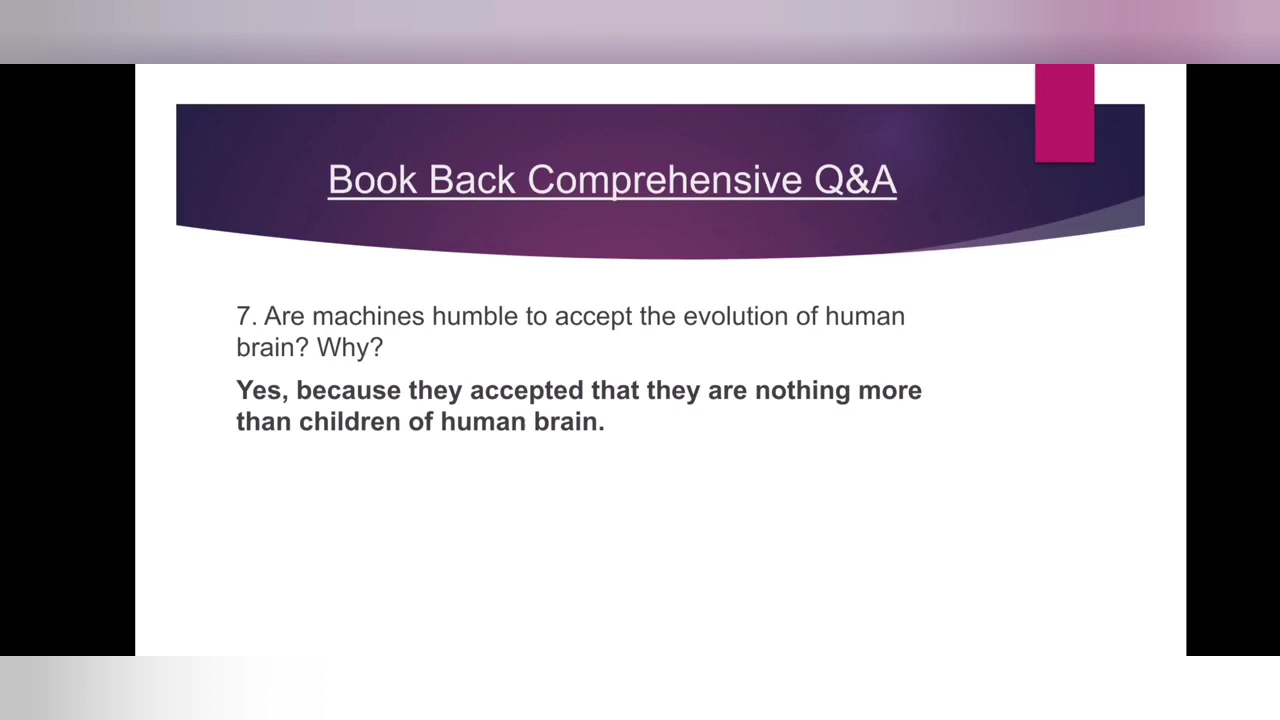 Book Back Comprehensive Q&A
7. Are machines humble to accept the evolution of human
brain? Why?
Yes, because they accepted that they are nothing more
than children of human brain.